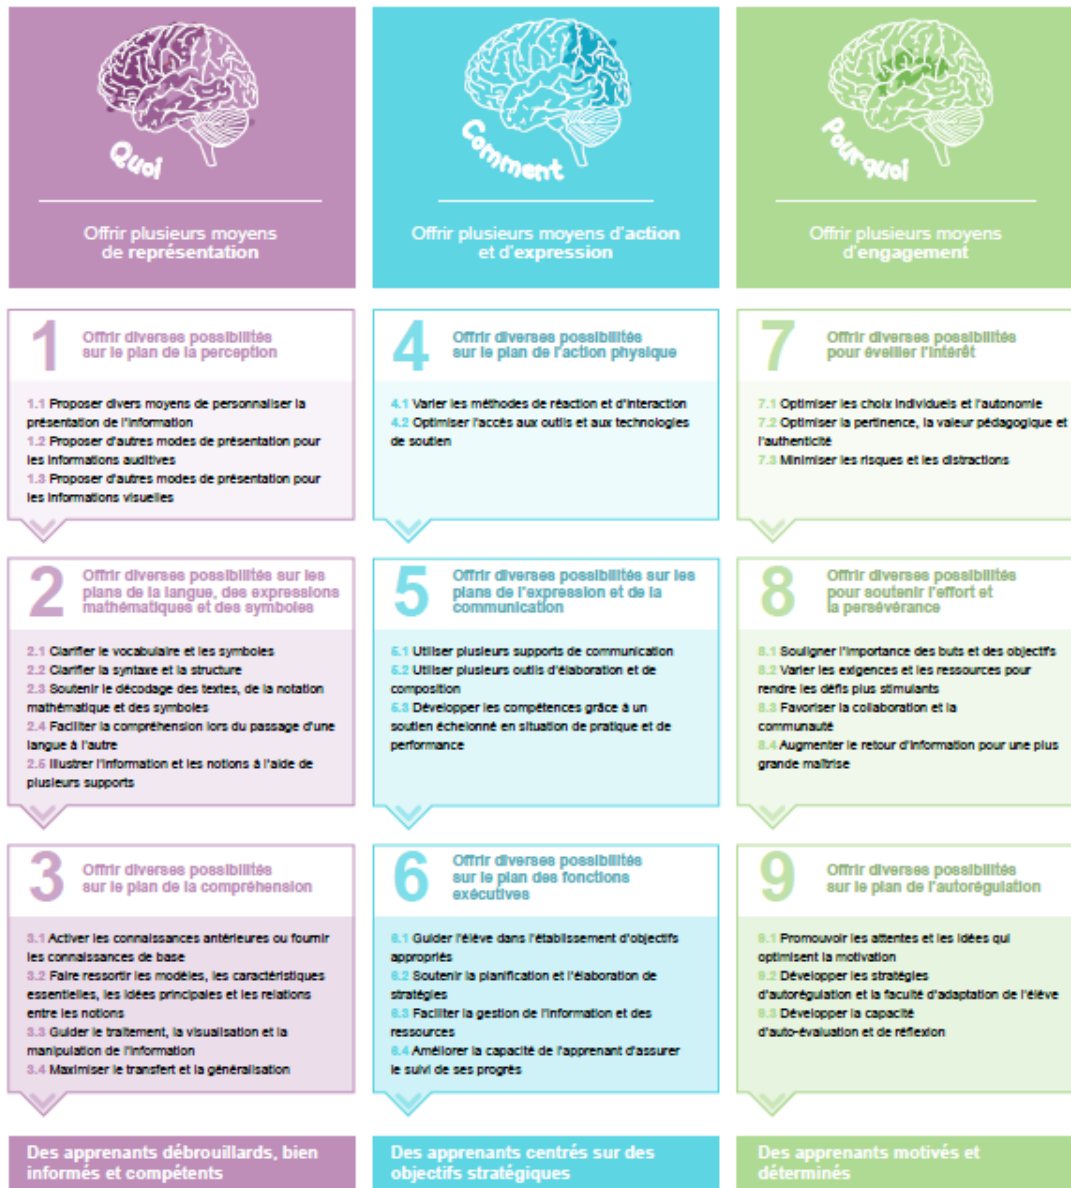 Quoi
Offrir plusieurs moyens
de représentation
1
Offrir diverses possibilités
sur le plan de la perception
1.1 Proposer divers moyens de personnaliser la
présentation de l'information
1.2 Proposer d'autres modes de présentation pour
les informations auditives
1.3 Proposer d'autres modes de présentation pour
les informations visuelles
2
Offrir diverses possibilités sur les
plans de la langue, des expressions
mathématiques et des symboles
2.1 Clarifier le vocabulaire et les symboles
2.2 Clarifier la syntaxe et la structure
2.3 Soutenir le décodage des textes, de la notation
mathématique et des symboles
2.4 Faciliter la compréhension lors du passage d'une
langue à l'autre
2.5 Illustrer l'information et les notions à l'aide de
plusieurs supports
3
Offrir diverses possibilités
sur le plan de la compréhension
3.1 Activer les connaissances antérieures ou fournir
les connaissances de base
3.2 Faire ressortir les modèles, les caractéristiques
essentielles, les idées principales et les relations
entre les notions
3.3 Guider le traitement, la visualisation et la
manipulation de l'information
3.4 Maximiser le transfert et la généralisation
Des apprenants débrouillards, bien
informés et compétents
Comment
Offrir plusieurs moyens d'action
et d'expression
4
Offrir diverses possibilités
sur le plan de l'action physique
4.1 Varier les méthodes de réaction et d'interaction
4.2 Optimiser l'accès aux outils et aux technologies
de soutien
5
Offrir diverses possibilités sur les
plans de l'expression et de la
communication
5.1 Utiliser plusieurs supports de communication
5.2 Utiliser plusieurs outils d'élaboration et de
composition
5.3 Développer les compétences grâce à un
soutien échelonné en situation de pratique et de
performance
6
Offrir diverses possibilités
sur le plan des fonctions
exécutives
6.1 Guider l'élève dans l'établissement d'objectifs
appropriés
6.2 Soutenir la planification et l'élaboration de
stratégies
6.3 Faciliter la gestion de l'information et des
ressources
6.4 Améliorer la capacité de l'apprenant d'assurer
le suivi de ses progrès
Des apprenants centrés sur des
objectifs stratégiques
Pourquoi
Offrir plusieurs moyens
d'engagement
7
Offrir diverses possibilités
pour éveiller l'intérêt
7.1 Optimiser les choix individuels et l'autonomie
7.2 Optimiser la pertinence, la valeur pédagogique et
l'authenticité
7.3 Minimiser les risques et les distractions
8
Offrir diverses possibilités
pour soutenir l'effort et
la persévérance
8.1 Souligner l'importance des buts et des objectifs
8.2 Varier les exigences et les ressources pour
rendre les défis plus stimulants
8.3 Favoriser la collaboration et la
communauté
8.4 Augmenter le retour d'information pour une plus
grande maîtrise
9
Offrir diverses possibilités
sur le plan de l'autorégulation
9.1 Promouvoir les attentes et les idées qui
optimisent la motivation
9.2 Développer les stratégies
d'autorégulation et la faculté d'adaptation de l'élève
9.3 Développer la capacité
d'auto-évaluation et de réflexion
Des apprenants motivés et
déterminés